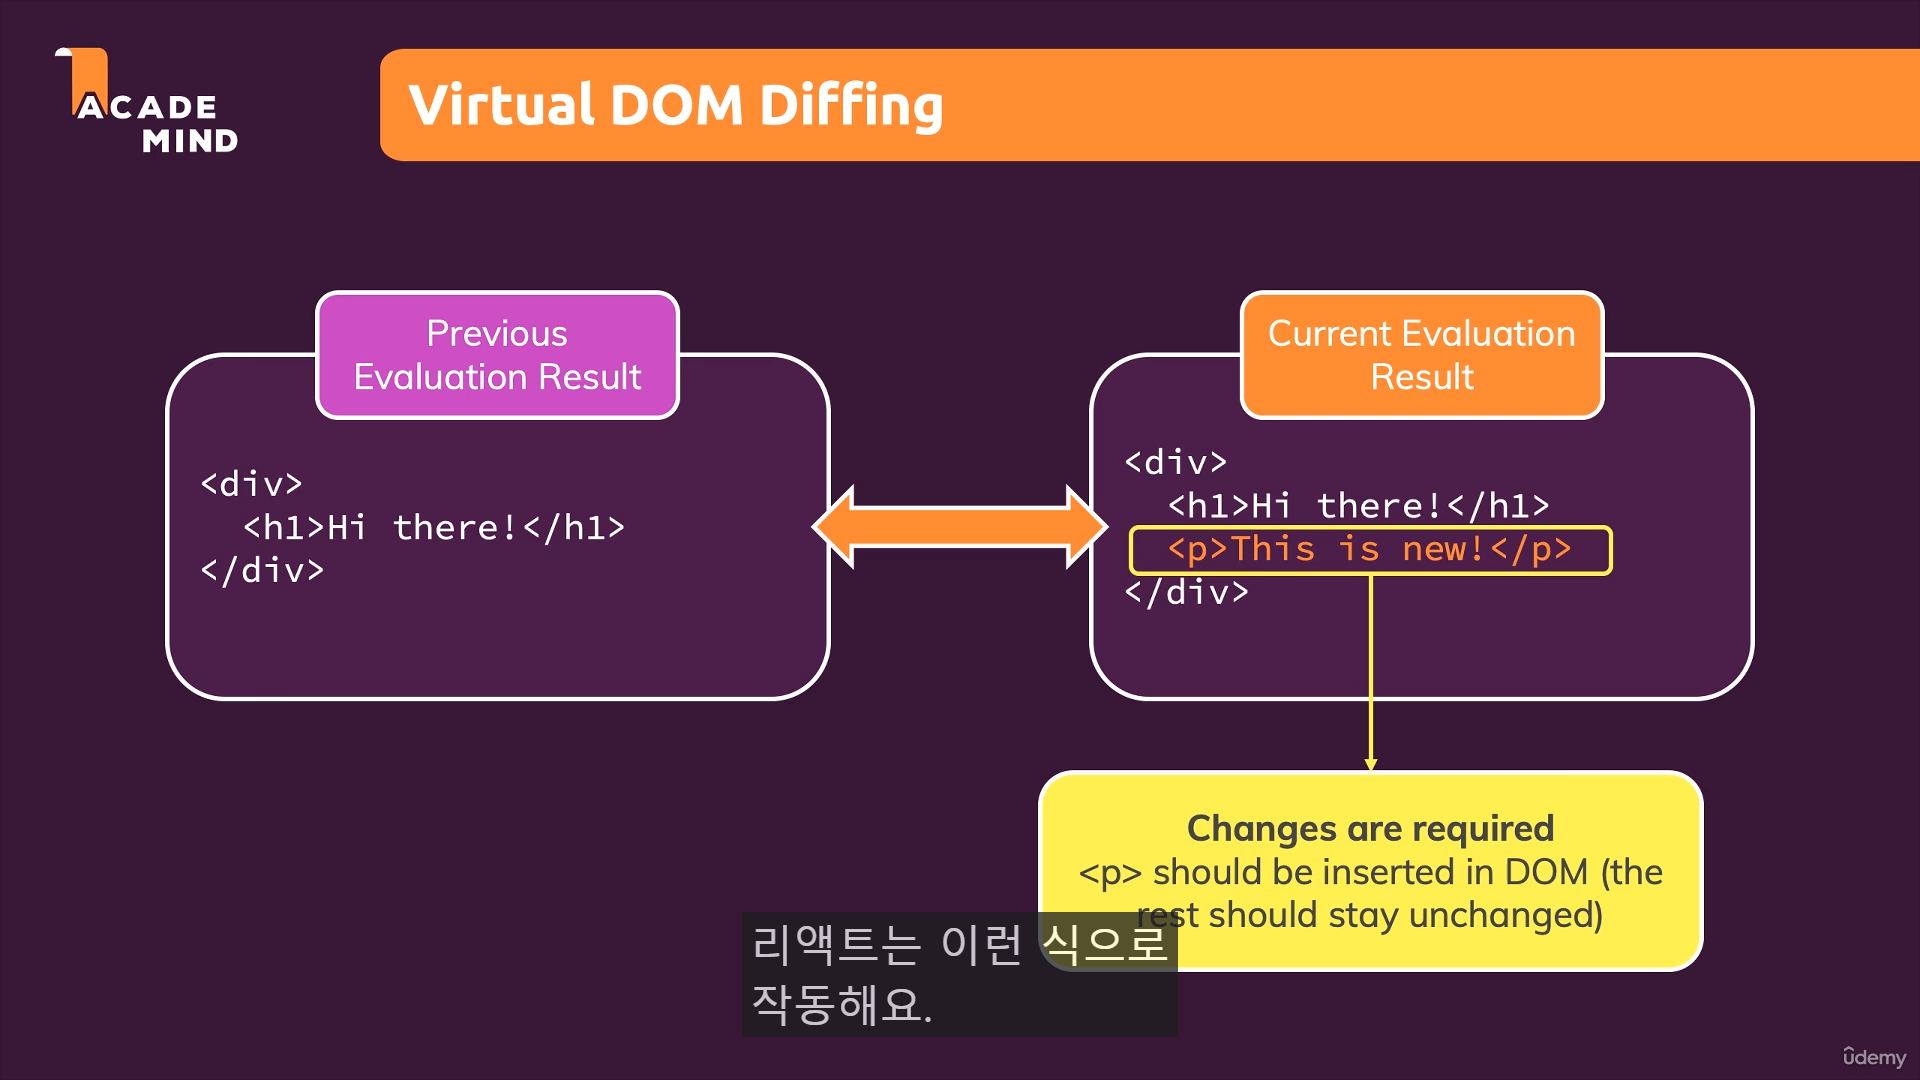 ACADE
MIND
Virtual DOM Diffing
Previous
Evaluation Result
<div>
<h1>Hi there!</h1>
</div>
Current Evaluation
Result
<div>
<h1>Hi there!</h1>
<p>This is new!</p>
</div>
Changes are required
<p> should be inserted in DOM (the
rest should stay unchanged)
리액트는 이런 식으로
작동해요.
udemy